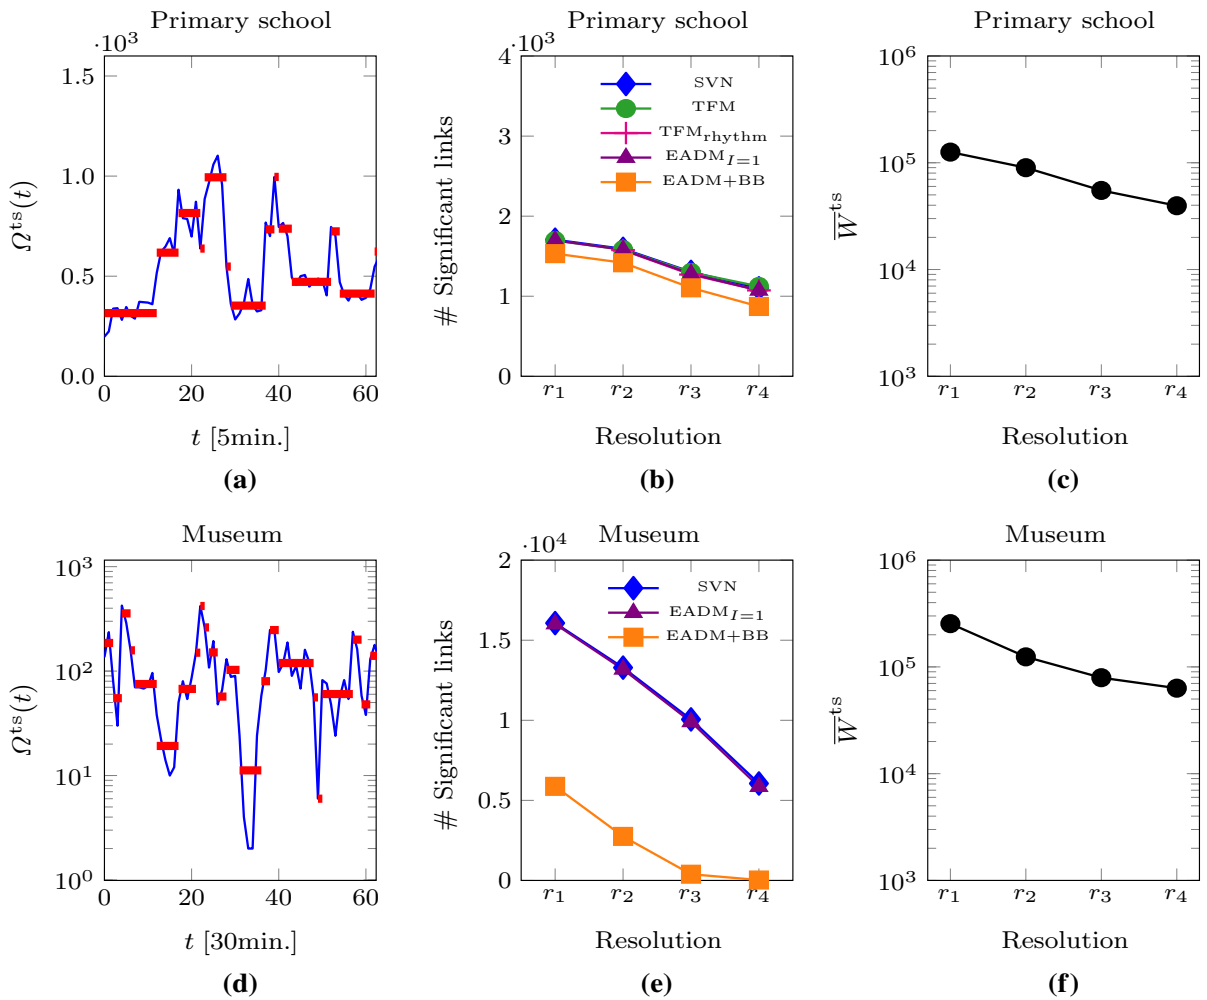 Primary school
·10³
1.5
1.0
0.5
0.0
Ω^ts(t)
0 20 40 60
t [5min.]
(a)
Primary school
·10³
4
3
2
1
0
# Significant links
SVN
TFM
TFM_rhythm
EADM_I=1
EADM+BB
r₁ r₂ r₃ r₄
Resolution
(b)
Primary school
10⁶
10⁵
10⁴
10³
W̅^ts
r₁ r₂ r₃ r₄
Resolution
(c)
Museum
10³
10²
10¹
10⁰
Ω^ts(t)
0 20 40 60
t [30min.]
(d)
Museum
·10⁴
2
1.5
1
0.5
0
# Significant links
SVN
EADM_I=1
EADM+BB
r₁ r₂ r₃ r₄
Resolution
(e)
Museum
10⁶
10⁵
10⁴
10³
W̅^ts
r₁ r₂ r₃ r₄
Resolution
(f)